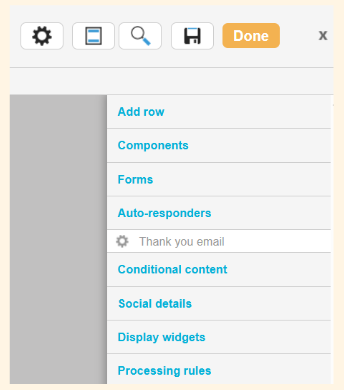 Done x
Add row
Components
Forms
Auto-responders
Thank you email
Conditional content
Social details
Display widgets
Processing rules